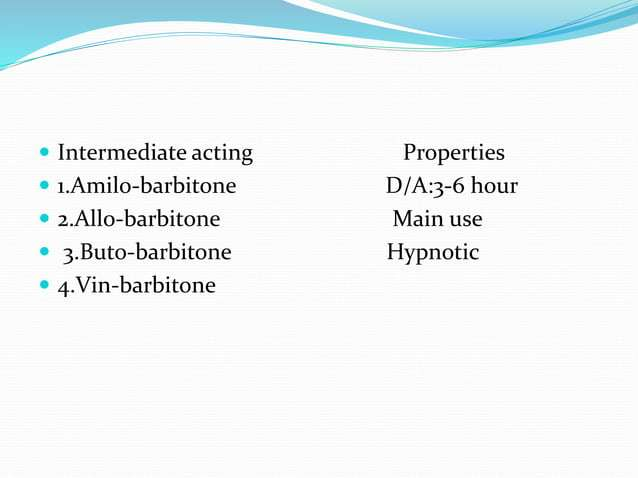 Intermediate acting Properties
1.Amilo-barbitone D/A:3-6 hour
2.Allo-barbitone Main use
3.Buto-barbitone Hypnotic
4.Vin-barbitone